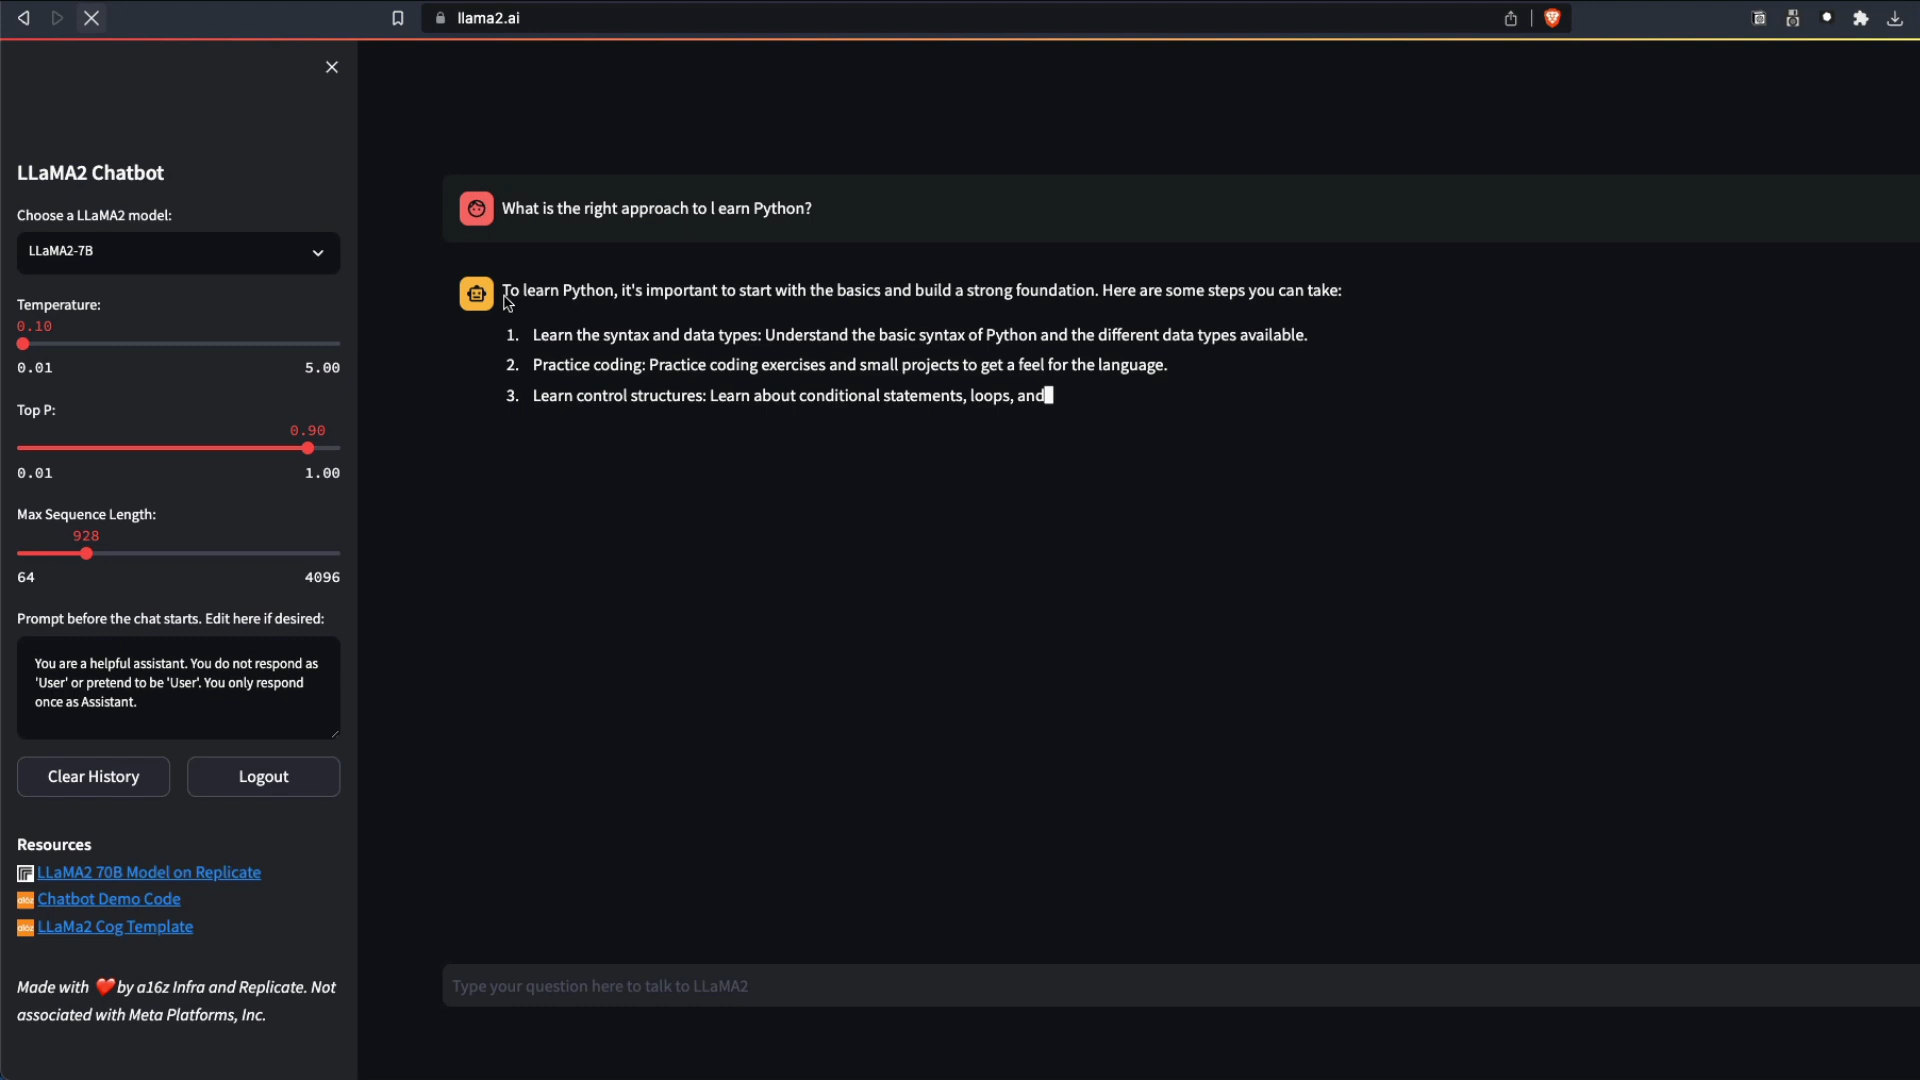 llama2.ai
LLaMA2 Chatbot
Choose a LLaMA2 model:
LLaMA2-7B
Temperature:
0.10
0.01 5.00
Top P:
0.90
0.01 1.00
Max Sequence Length:
928
64 4096
Prompt before the chat starts. Edit here if desired:
You are a helpful assistant. You do not respond as
'User' or pretend to be 'User'. You only respond
once as Assistant.
Clear History Logout
Resources
LLaMA2 70B Model on Replicate
a16z Chatbot Demo Code
a16z LLaMa2 Cog Template
Made with ❤️ by a16z Infra and Replicate. Not
associated with Meta Platforms, Inc.
What is the right approach to l earn Python?
To learn Python, it's important to start with the basics and build a strong foundation. Here are some steps you can take:
1. Learn the syntax and data types: Understand the basic syntax of Python and the different data types available.
2. Practice coding: Practice coding exercises and small projects to get a feel for the language.
3. Learn control structures: Learn about conditional statements, loops, and
Type your question here to talk to LLaMA2